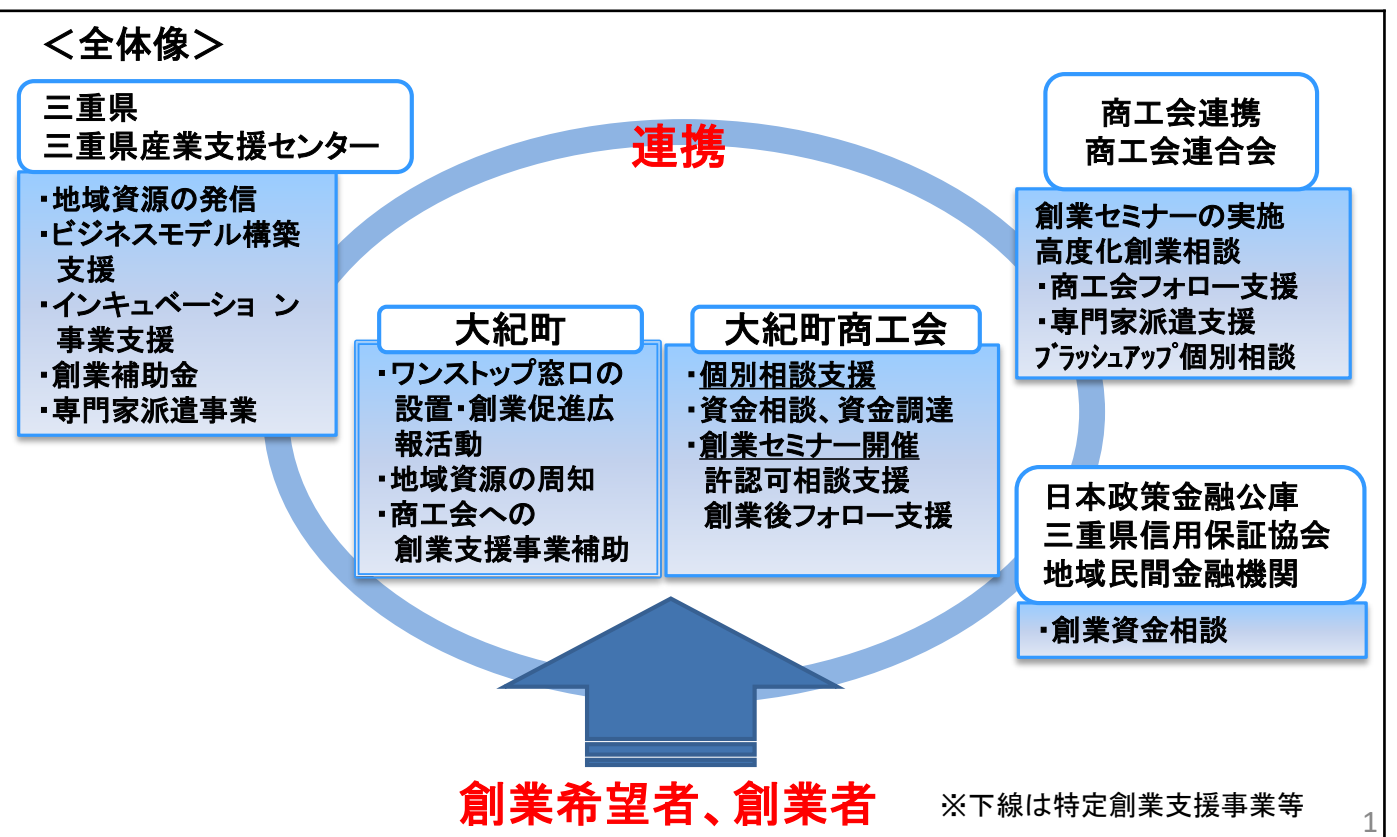 ＜全体像＞
三重県
三重県産業支援センター
・地域資源の発信
・ビジネスモデル構築
支援
・インキュベーショ ン
事業支援
・創業補助金
・専門家派遣事業
連携
商工会連携
商工会連合会
創業セミナーの実施
高度化創業相談
・商工会フォロー支援
・専門家派遣支援
ﾌﾞﾗｯｼｭｱｯﾌﾟ個別相談
大紀町
・ワンストップ窓口の
設置・創業促進広
報活動
・地域資源の周知
・商工会への
創業支援事業補助
大紀町商工会
・個別相談支援
・資金相談、資金調達
・創業セミナー開催
許認可相談支援
創業後フォロー支援
日本政策金融公庫
三重県信用保証協会
地域民間金融機関
・創業資金相談
創業希望者、創業者
※下線は特定創業支援事業等
1